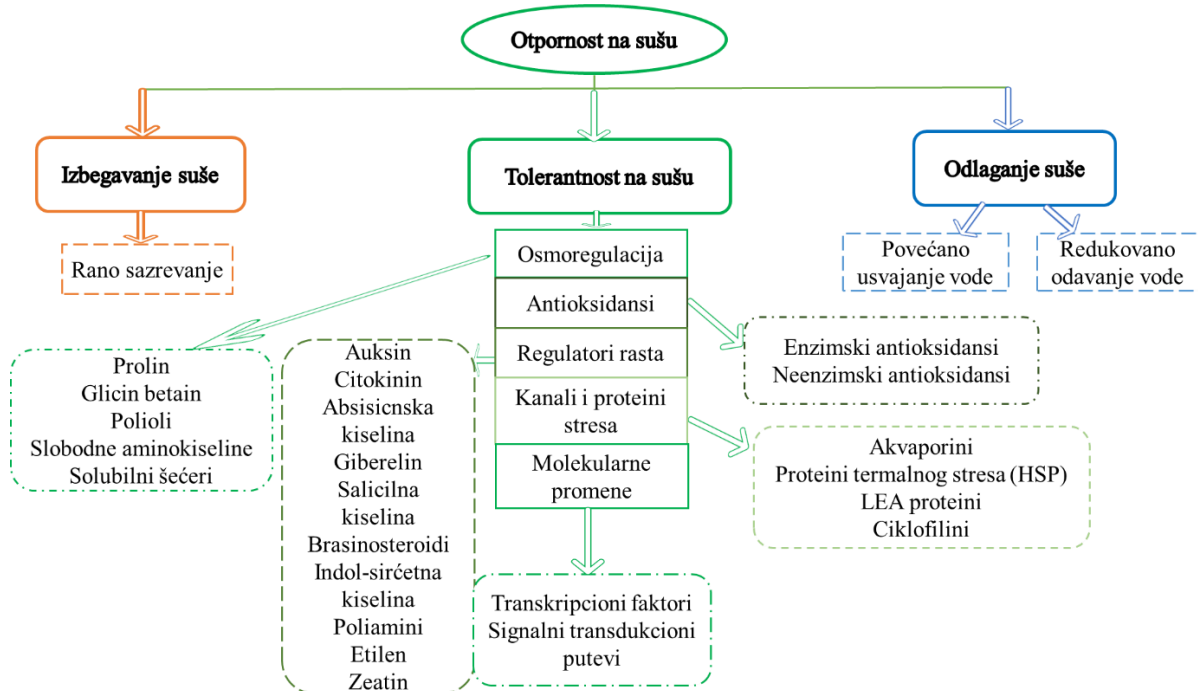 Otpornost na sušu
Izbegavanje suše
Tolerantnost na sušu
Odlaganje suše
Rano sazrevanje
Povećano
usvajanje vode
Redukovano
odavanje vode
Osmoregulacija
Antioksidansi
Regulatori rasta
Kanali i proteini
stresa
Molekularne
promene
Prolin
Glicin betain
Polioli
Slobodne aminokiseline
Solubilni šećeri
Auksin
Citokinin
Absisicnska
kiselina
Giberelin
Salicilna
kiselina
Brasinosteroidi
Indol-sirćetna
kiselina
Poliamini
Etilen
Zeatin
Enzimski antioksidansi
Neenzimski antioksidansi
Akvaporini
Proteini termalnog stresa (HSP)
LEA proteini
Ciklofilini
Transkripcioni faktori
Signalni transdukcioni
putevi